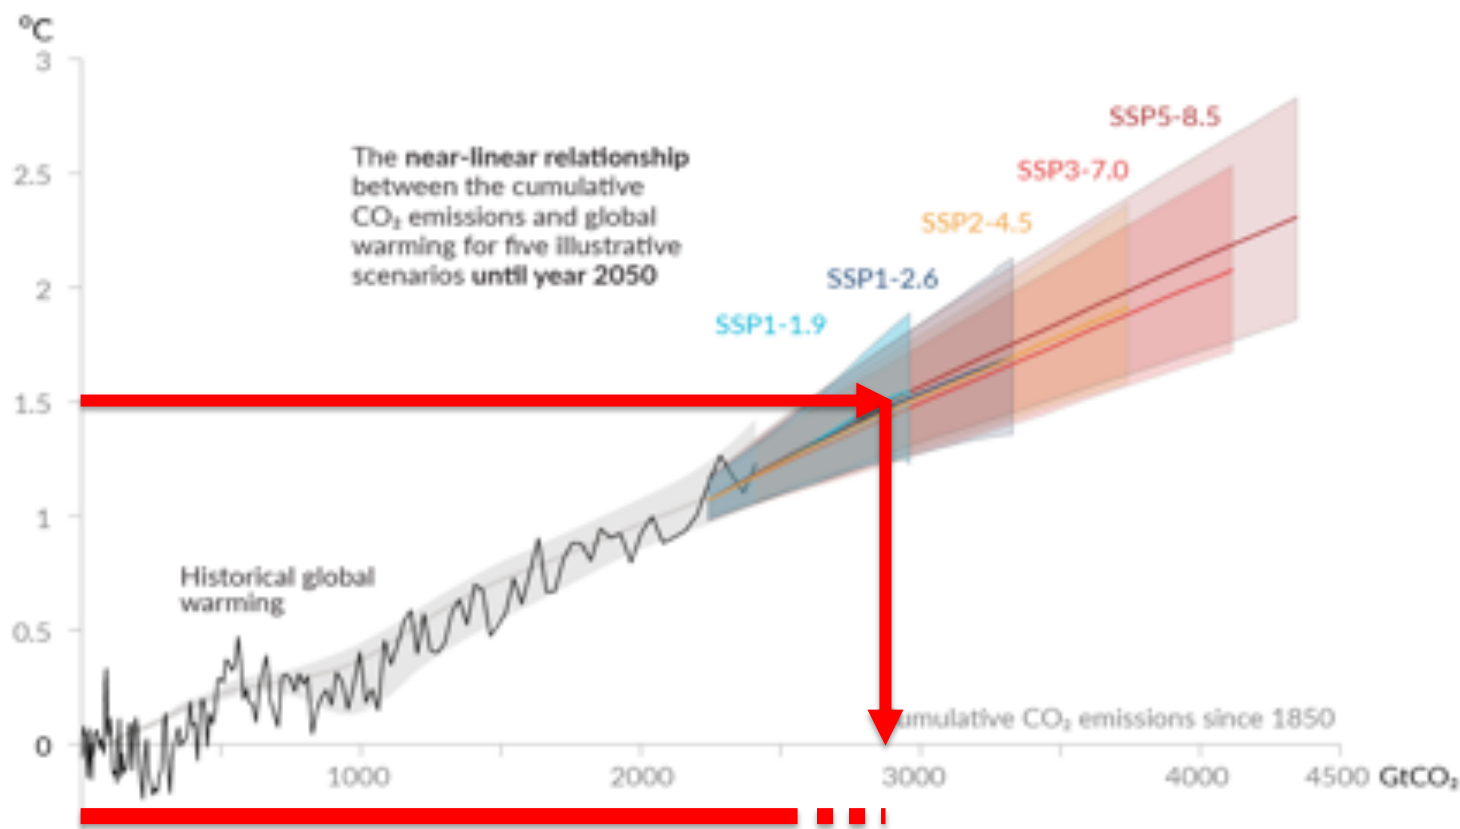 °C
3
The near-linear relationship
between the cumulative
CO₂ emissions and global
warming for five illustrative
scenarios until year 2050
SSP5-8.5
SSP3-7.0
SSP2-4.5
SSP1-2.6
SSP1-1.9
2.5
2
1.5
1
Historical global
warming
0.5
umulative CO₂ emissions since 1850
0
1000
2000
3000
4000
4500 GtCO₂